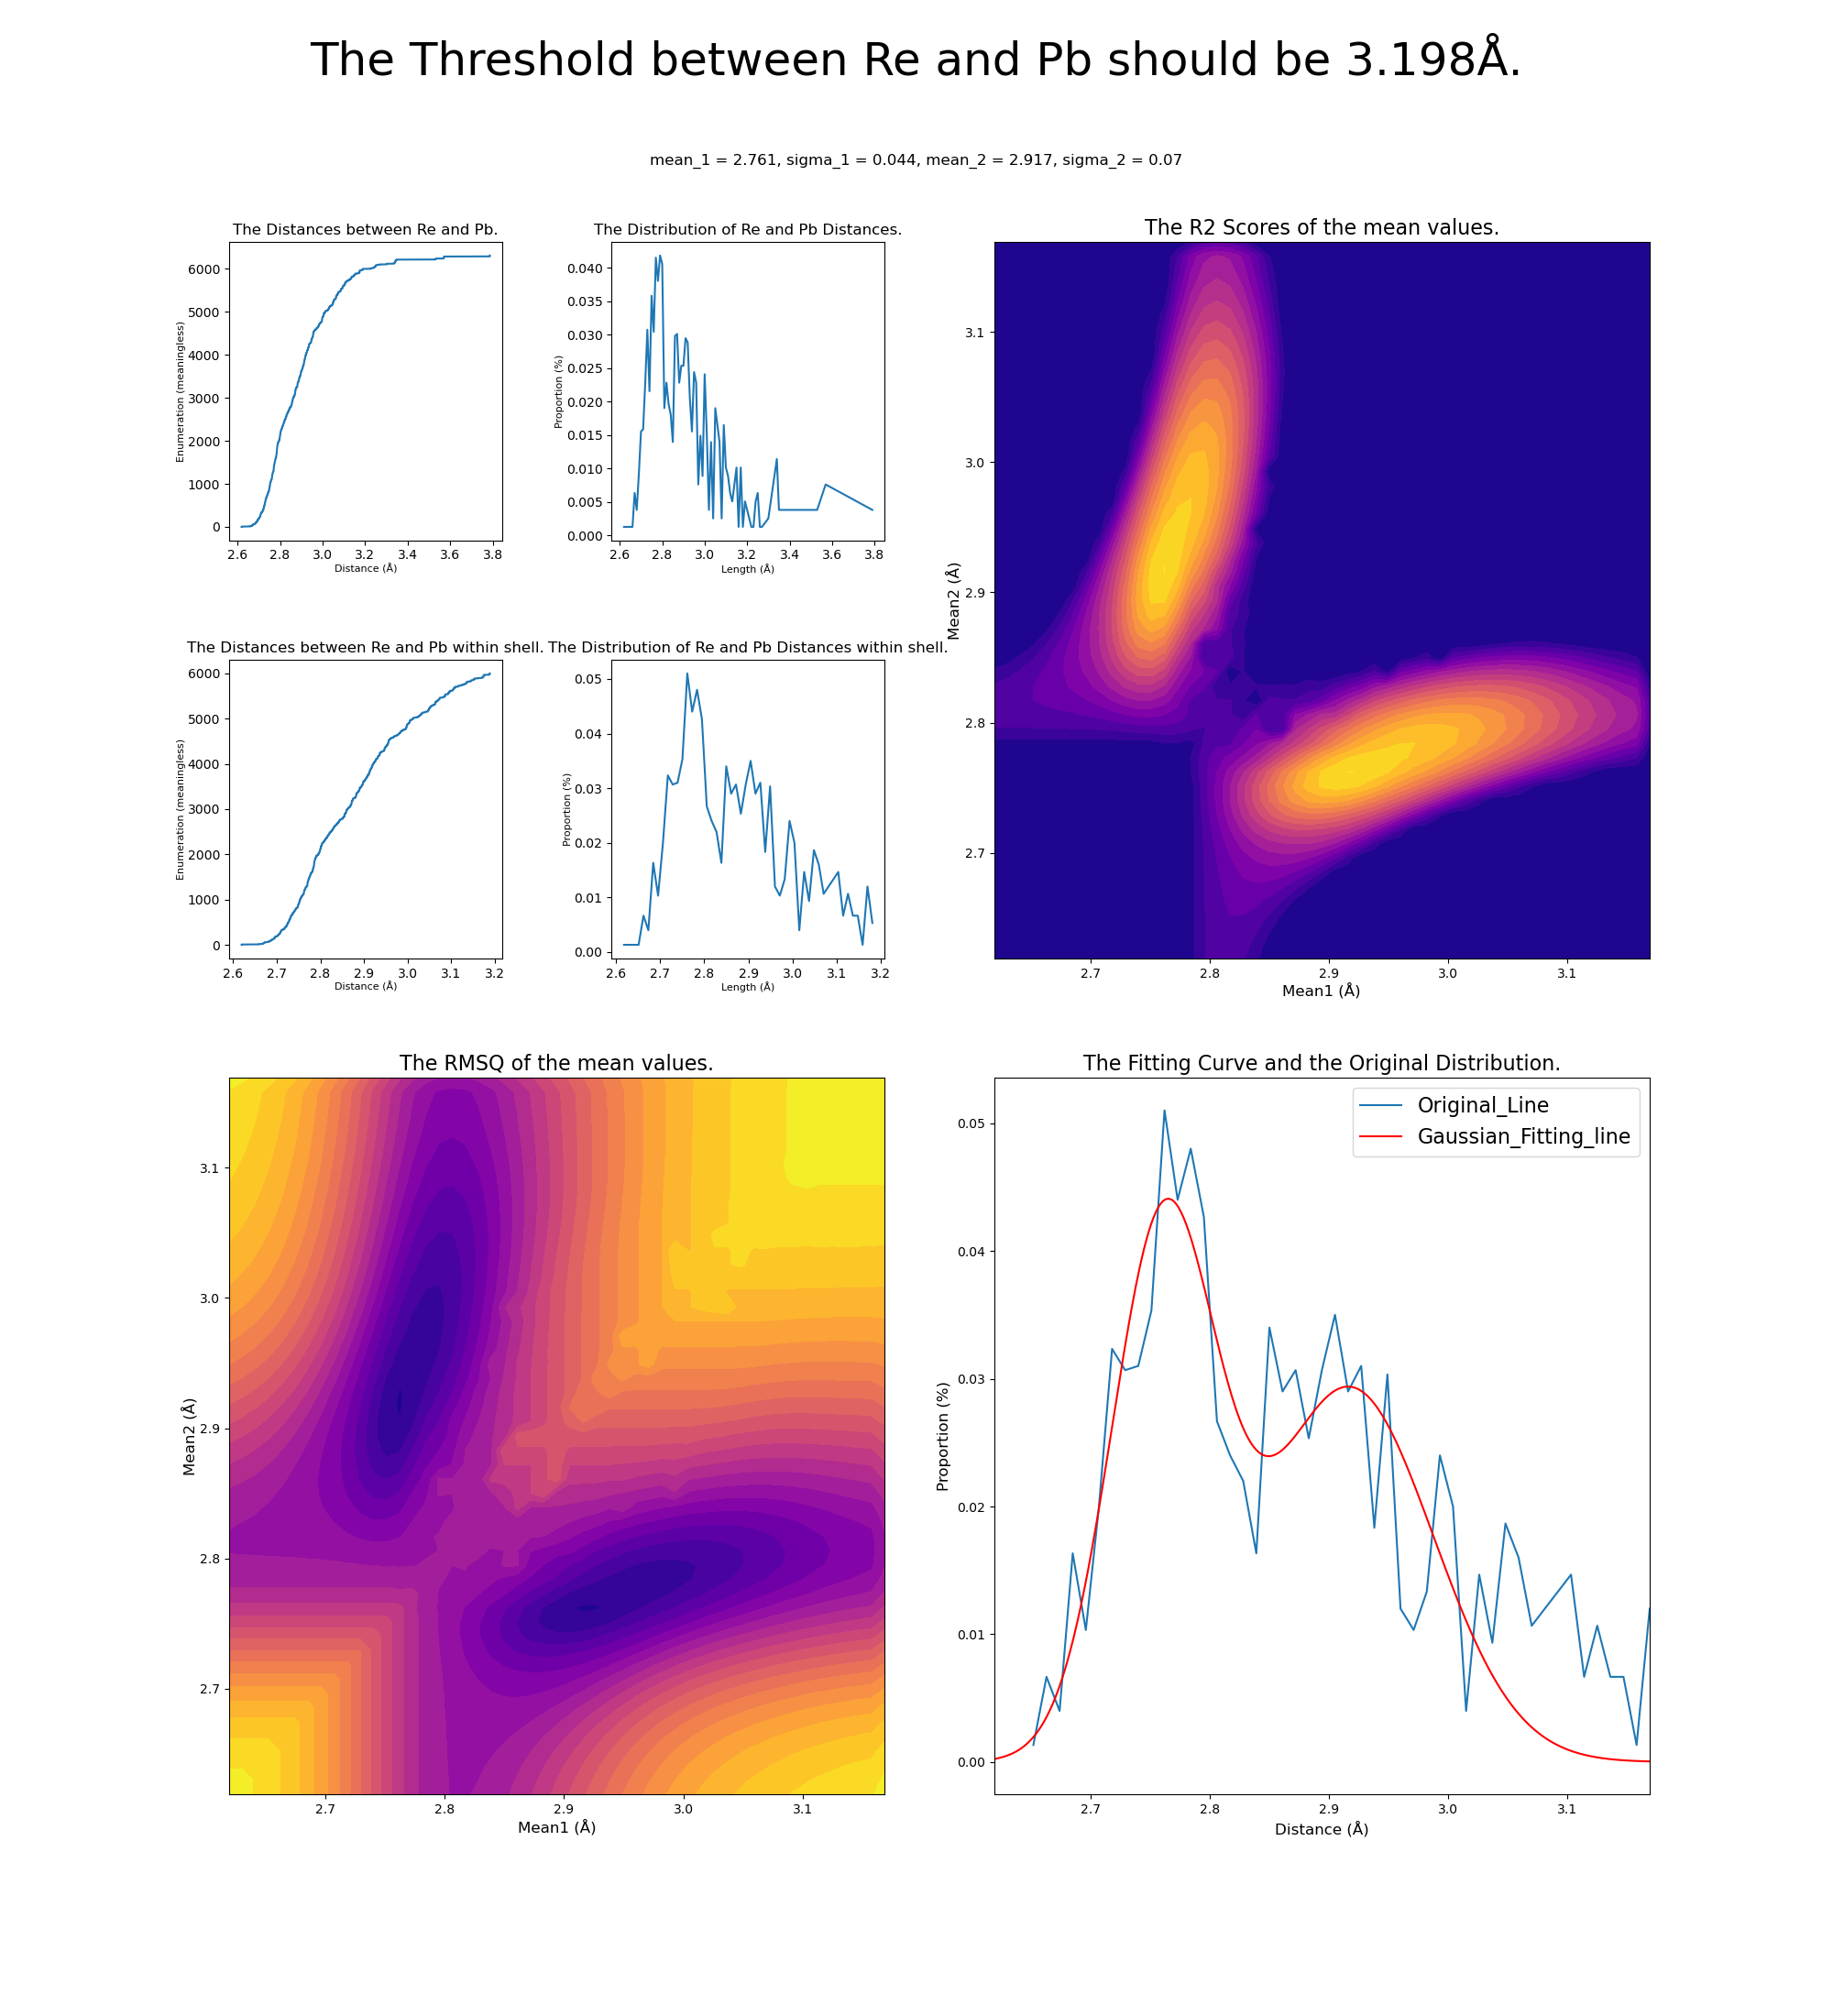 The Threshold between Re and Pb should be 3.198Å.
mean_1 = 2.761, sigma_1 = 0.044, mean_2 = 2.917, sigma_2 = 0.07
The Distances between Re and Pb.
Enumeration (meaningless)
6000
5000
4000
3000
2000
1000
0
2.6 2.8 3.0 3.2 3.4 3.6 3.8
Distance (Å)
The Distribution of Re and Pb Distances.
Proportion (%)
0.040
0.035
0.030
0.025
0.020
0.015
0.010
0.005
0.000
2.6 2.8 3.0 3.2 3.4 3.6 3.8
Length (Å)
The R2 Scores of the mean values.
Mean2 (Å)
3.1
3.0
2.9
2.8
2.7
2.7 2.8 2.9 3.0 3.1
Mean1 (Å)
The Distances between Re and Pb within shell.
Enumeration (meaningless)
6000
5000
4000
3000
2000
1000
0
2.6 2.7 2.8 2.9 3.0 3.1 3.2
Distance (Å)
The Distribution of Re and Pb Distances within shell.
Proportion (%)
0.05
0.04
0.03
0.02
0.01
0.00
2.6 2.7 2.8 2.9 3.0 3.1 3.2
Length (Å)
The RMSQ of the mean values.
Mean2 (Å)
3.1
3.0
2.9
2.8
2.7
2.7 2.8 2.9 3.0 3.1
Mean1 (Å)
The Fitting Curve and the Original Distribution.
Original_Line
Gaussian_Fitting_line
Proportion (%)
0.05
0.04
0.03
0.02
0.01
0.00
2.7 2.8 2.9 3.0 3.1
Distance (Å)